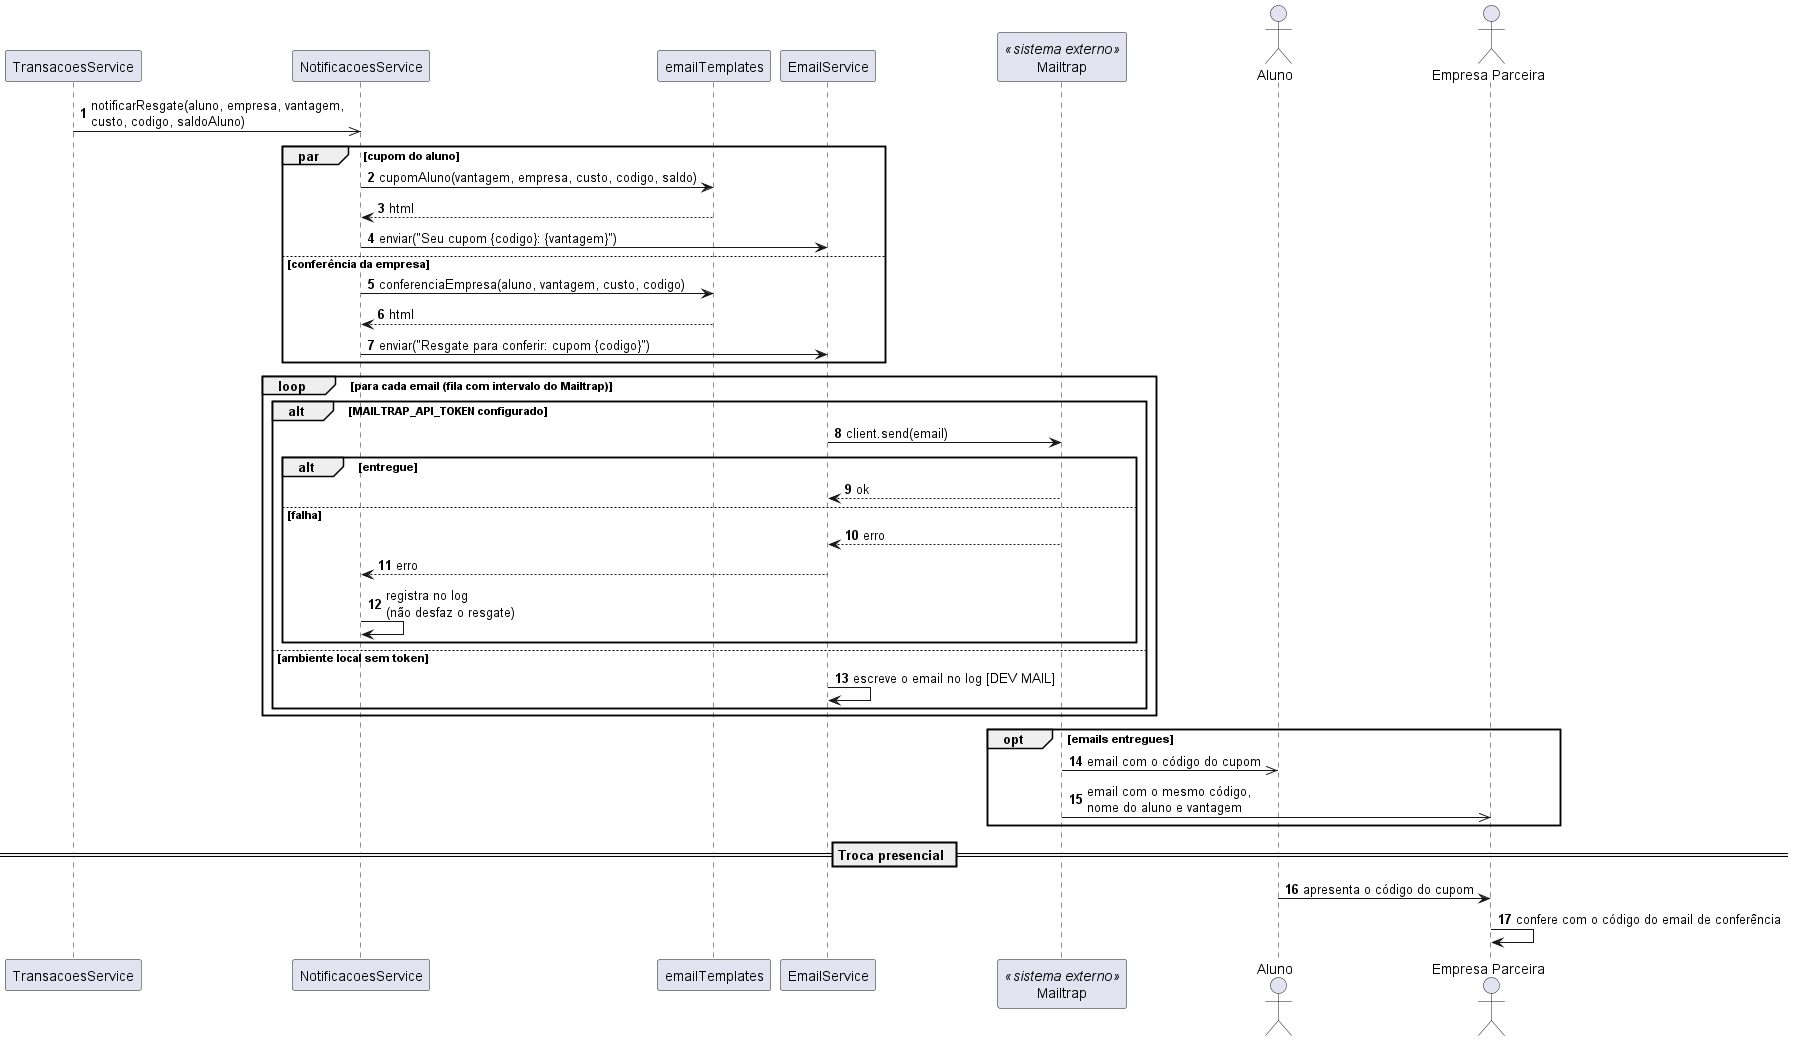 TransacoesService
NotificacoesService
emailTemplates
EmailService
«sistema externo»
Mailtrap
Aluno
Empresa Parceira
1 notificarResgate(aluno, empresa, vantagem,
custo, codigo, saldoAluno)
par [cupom do aluno]
2 cupomAluno(vantagem, empresa, custo, codigo, saldo)
3 html
4 enviar("Seu cupom {codigo}: {vantagem}")
[conferência da empresa]
5 conferenciaEmpresa(aluno, vantagem, custo, codigo)
6 html
7 enviar("Resgate para conferir: cupom {codigo}")
loop [para cada email (fila com intervalo do Mailtrap)]
alt [MAILTRAP_API_TOKEN configurado]
8 client.send(email)
alt [entregue]
9 ok
[falha]
10 erro
11 erro
12 registra no log
(não desfaz o resgate)
[ambiente local sem token]
13 escreve o email no log [DEV MAIL]
opt [emails entregues]
14 email com o código do cupom
15 email com o mesmo código,
nome do aluno e vantagem
Troca presencial
16 apresenta o código do cupom
17 confere com o código do email de conferência
TransacoesService
NotificacoesService
emailTemplates
EmailService
«sistema externo»
Mailtrap
Aluno
Empresa Parceira